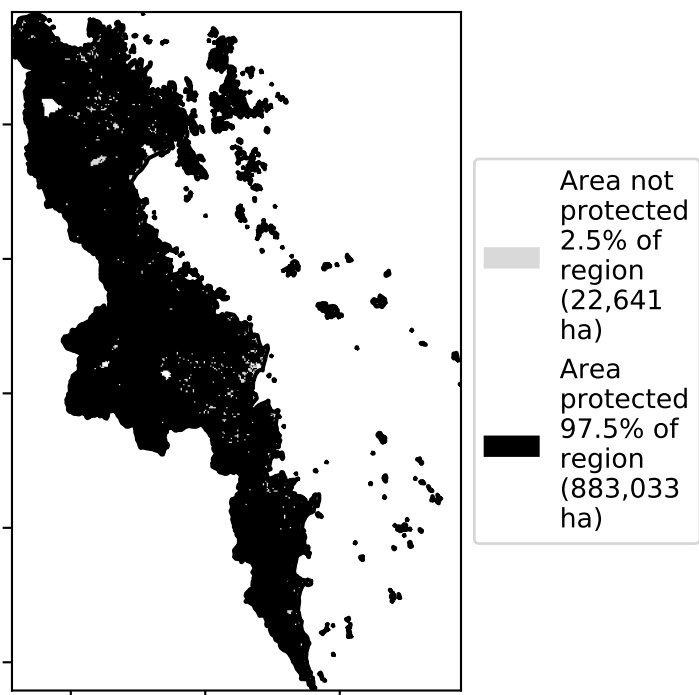 Area not
protected
2.5% of
region
(22,641
ha)
Area
protected
97.5% of
region
(883,033
ha)